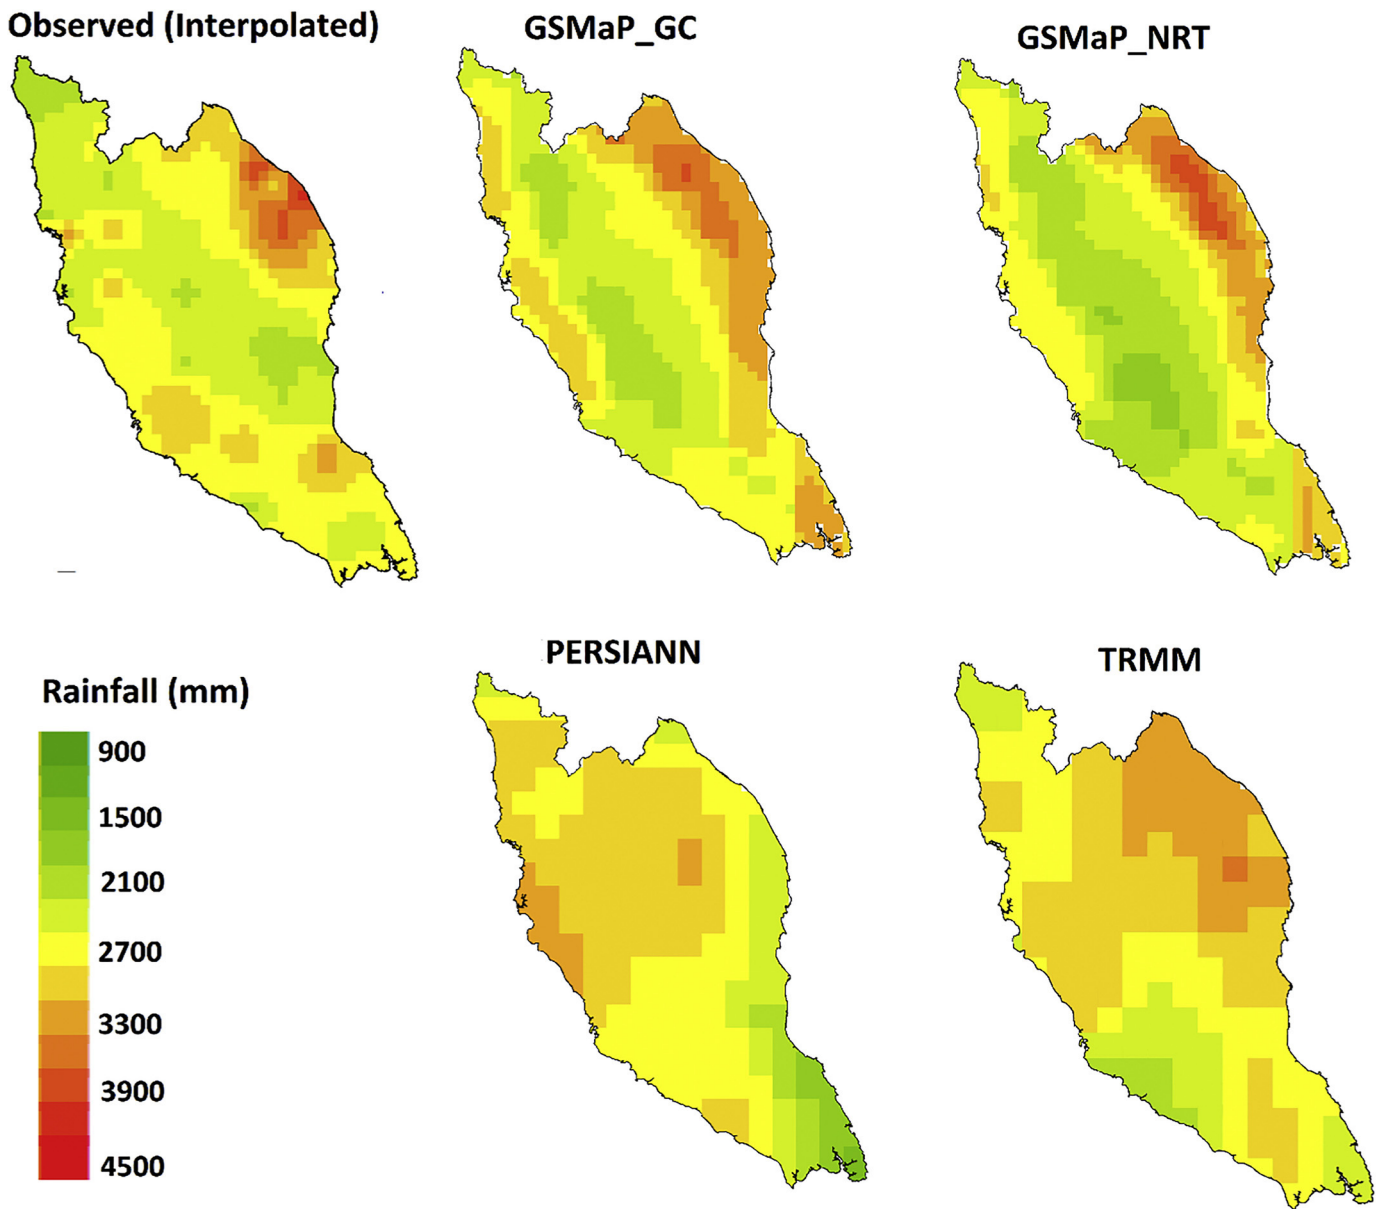 Observed (Interpolated)
GSMaP_GC
GSMaP_NRT
PERSIANN
TRMM
Rainfall (mm)
900
1500
2100
2700
3300
3900
4500